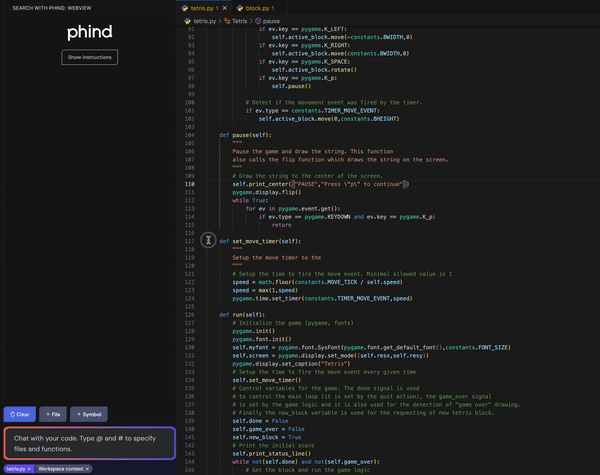 SEARCH WITH PHIND: WEBVIEW
phind
Show instructions
Clear
+ File
+ Symbol
Chat with your code. Type @ and # to specify
files and functions.
tetris.py ×
Workspace context ×
tetris.py 1 ×
block.py 1
tetris.py > Tetris > pause
91 if ev.key == pygame.K_LEFT:
92 self.active_block.move(-constants.BWIDTH,0)
93 if ev.key == pygame.K_RIGHT:
94 self.active_block.move(constants.BWIDTH,0)
95 if ev.key == pygame.K_SPACE:
96 self.active_block.rotate()
97 if ev.key == pygame.K_p:
98 self.pause()
99
100 # Detect if the movement event was fired by the timer.
101 if ev.type == constants.TIMER_MOVE_EVENT:
102 self.active_block.move(0,constants.BHEIGHT)
103
104 def pause(self):
105 """
106 Pause the game and draw the string. This function
107 also calls the flip function which draws the string on the screen.
108 """
109 # Draw the string to the center of the screen.
110 self.print_center(["PAUSE","Press \"p\" to continue"])
111 pygame.display.flip()
112 while True:
113 for ev in pygame.event.get():
114 if ev.type == pygame.KEYDOWN and ev.key == pygame.K_p:
115 return
116
117 def set_move_timer(self):
118 """
119 Setup the move timer to the
120 """
121 # Setup the time to fire the move event. Minimal allowed value is 1
122 speed = math.floor(constants.MOVE_TICK / self.speed)
123 speed = max(1,speed)
124 pygame.time.set_timer(constants.TIMER_MOVE_EVENT,speed)
125
126 def run(self):
127 # Initialize the game (pygame, fonts)
128 pygame.init()
129 pygame.font.init()
130 self.myfont = pygame.font.SysFont(pygame.font.get_default_font(),constants.FONT_SIZE)
131 self.screen = pygame.display.set_mode((self.resx,self.resy))
132 pygame.display.set_caption("Tetris")
133 # Setup the time to fire the move event every given time
134 self.set_move_timer()
135 # Control variables for the game. The done signal is used
136 # to control the main loop (it is set by the quit action), the game_over signal
137 # is set by the game logic and it is also used for the detection of "game over" drawing.
138 # Finally the new_block variable is used for the requesting of new tetris block.
139 self.done = False
140 self.game_over = False
141 self.new_block = True
142 # Print the initial score
143 self.print_status_line()
144 while not(self.done) and not(self.game_over):
145 # Get the block and run the game logic